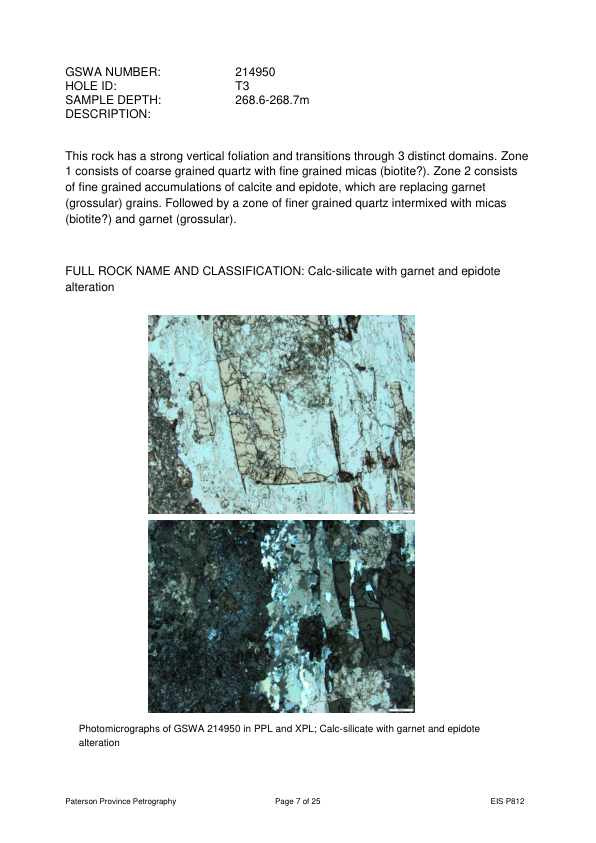 GSWA NUMBER: 214950
HOLE ID: T3
SAMPLE DEPTH: 268.6-268.7m
DESCRIPTION:
This rock has a strong vertical foliation and transitions through 3 distinct domains. Zone
1 consists of coarse grained quartz with fine grained micas (biotite?). Zone 2 consists
of fine grained accumulations of calcite and epidote, which are replacing garnet
(grossular) grains. Followed by a zone of finer grained quartz intermixed with micas
(biotite?) and garnet (grossular).
FULL ROCK NAME AND CLASSIFICATION: Calc-silicate with garnet and epidote
alteration
Photomicrographs of GSWA 214950 in PPL and XPL; Calc-silicate with garnet and epidote
alteration
Paterson Province Petrography Page 7 of 25 EIS P812